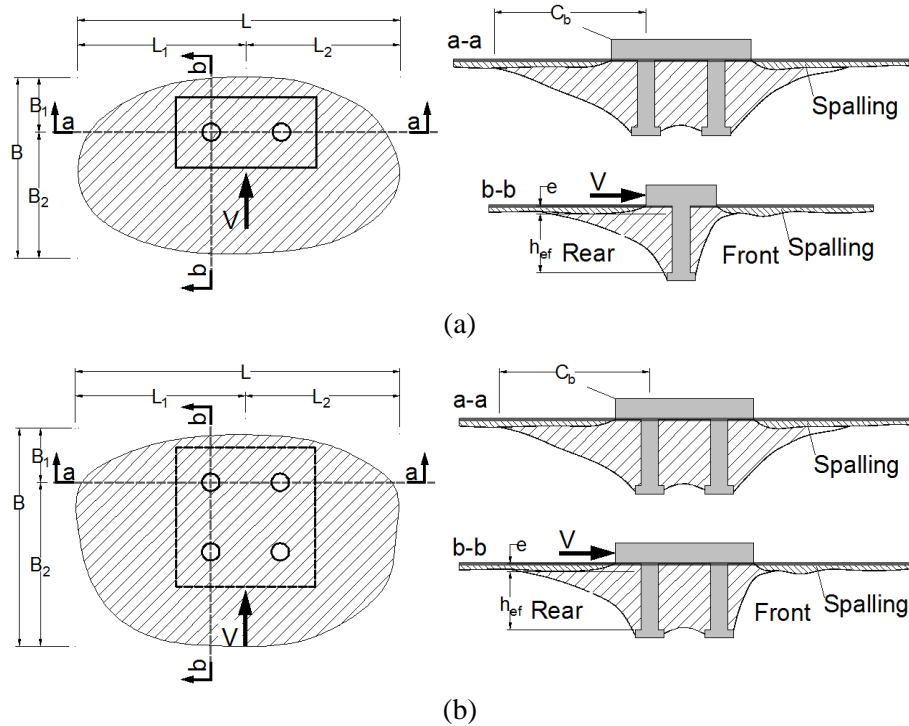 L
L1
L2
b
B1
a
a
B
B2
V
b
Cb
a-a
Spalling
b-b
V
e
hef
Rear
Front
Spalling
(a)
L
L1
L2
b
B1
a
a
B
B2
V
b
Cb
a-a
Spalling
b-b
V
e
hef
Rear
Front
Spalling
(b)